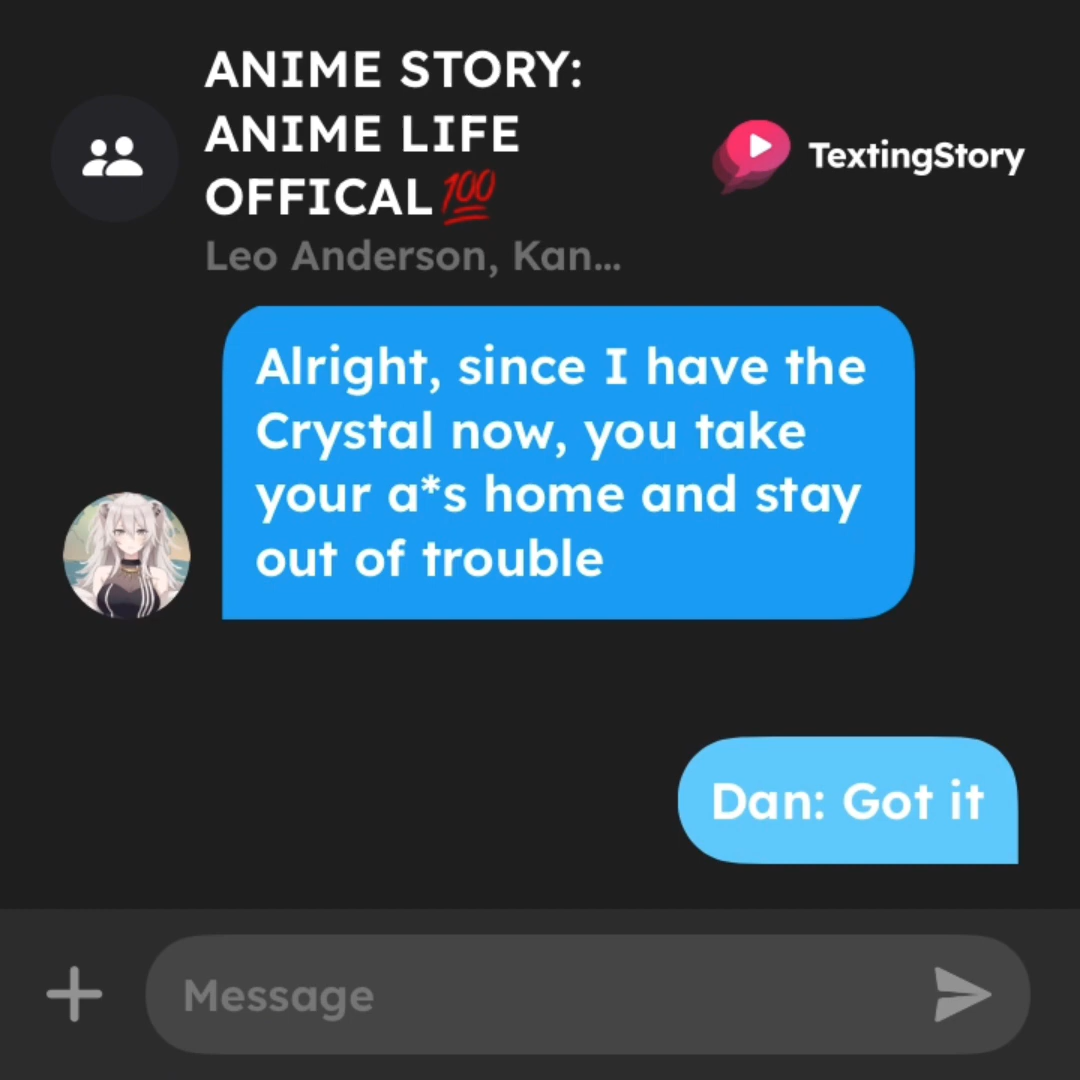 ANIME STORY:
ANIME LIFE
OFFICAL💯
TextingStory
Leo Anderson, Kan...
Alright, since I have the
Crystal now, you take
your a*s home and stay
out of trouble
Dan: Got it
Message